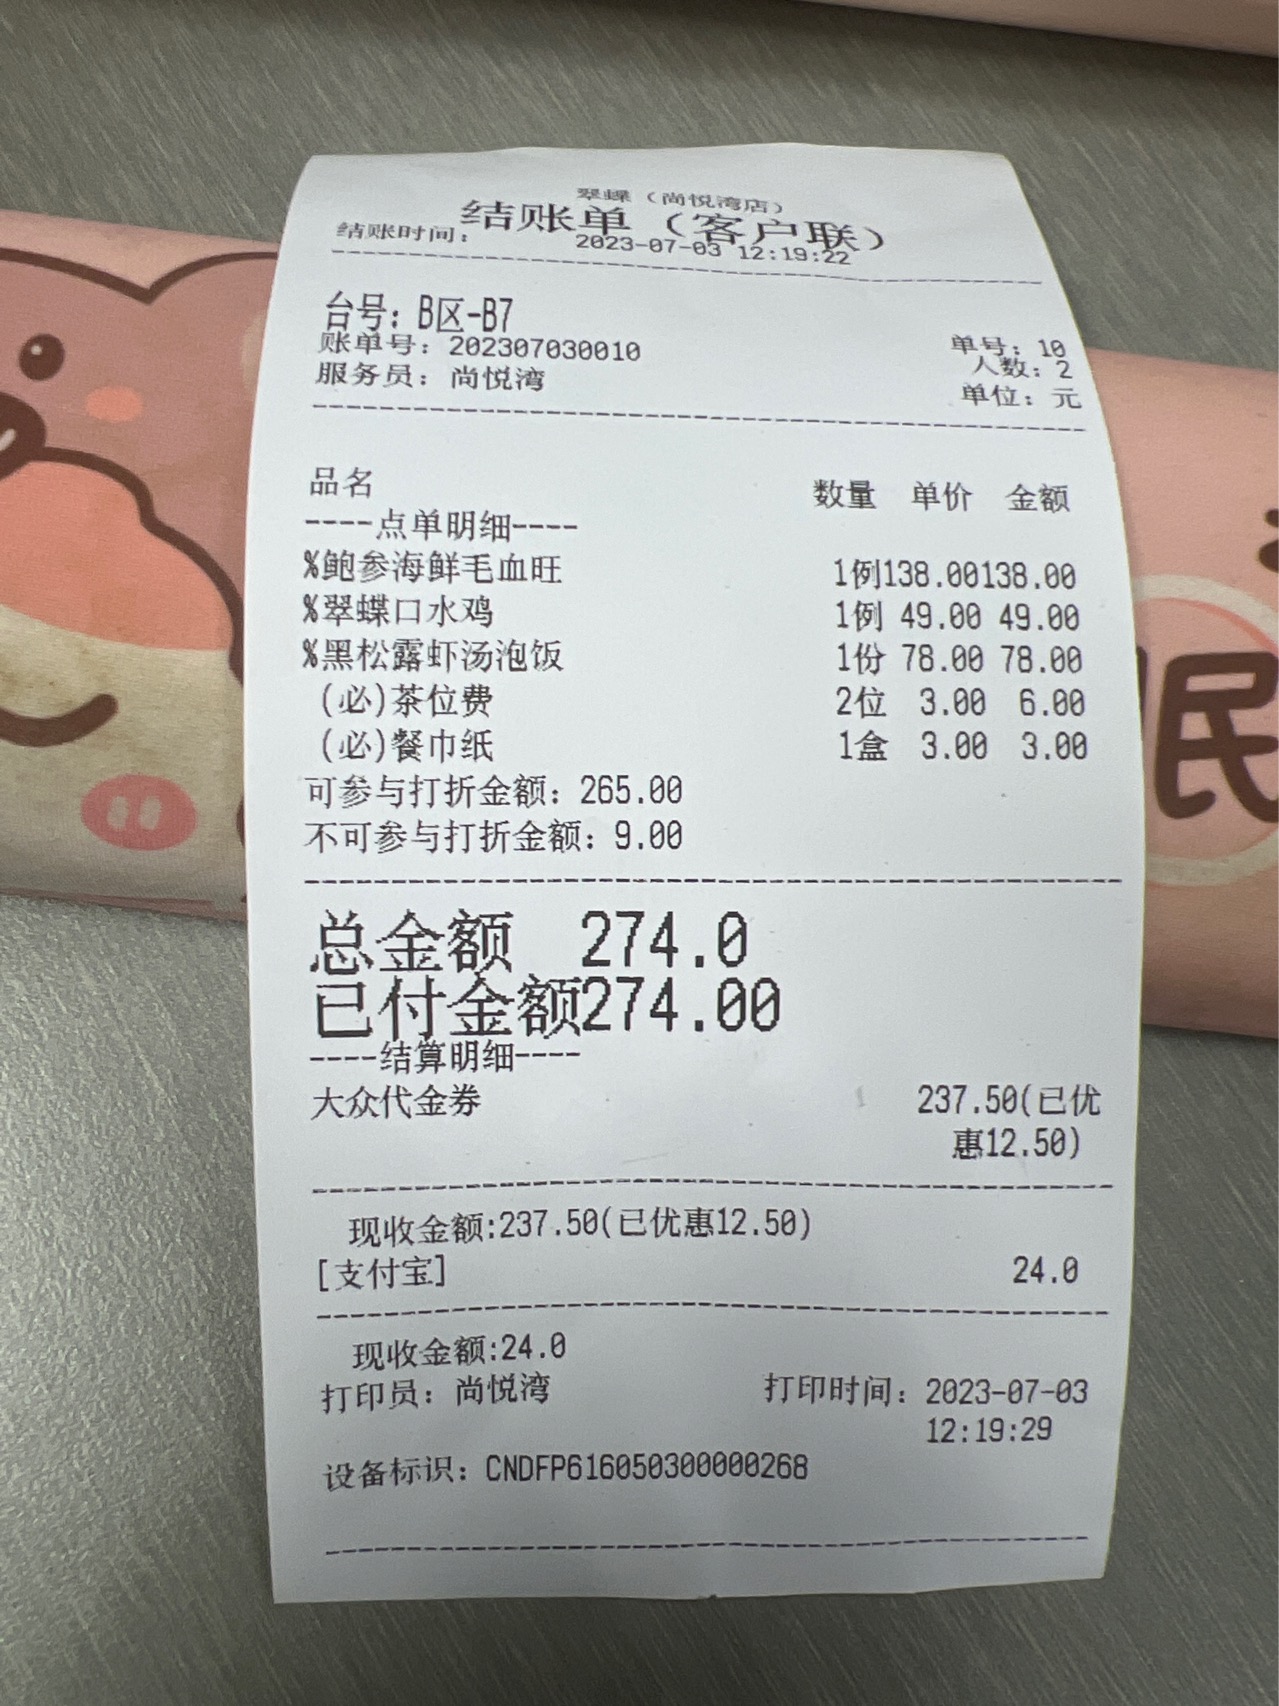 翠蝶（尚悦湾店）
结账单（客户联）
结账时间： 2023-07-03 12:19:22
台号：B区-B7
账单号：202307030010 单号：10
人数：2
服务员：尚悦湾 单位：元
品名 数量 单价 金额
----点单明细----
%鲍参海鲜毛血旺 1例138.00138.00
%翠蝶口水鸡 1例 49.00 49.00
%黑松露虾汤泡饭 1份 78.00 78.00
(必)茶位费 2位 3.00 6.00
(必)餐巾纸 1盒 3.00 3.00
可参与打折金额：265.00
不可参与打折金额：9.00
总金额 274.0
已付金额274.00
----结算明细----
大众代金券 237.50(已优
惠12.50)
现收金额:237.50(已优惠12.50)
[支付宝] 24.0
现收金额:24.0
打印员：尚悦湾 打印时间：2023-07-03
12:19:29
设备标识：CNDFP616050300000268
民